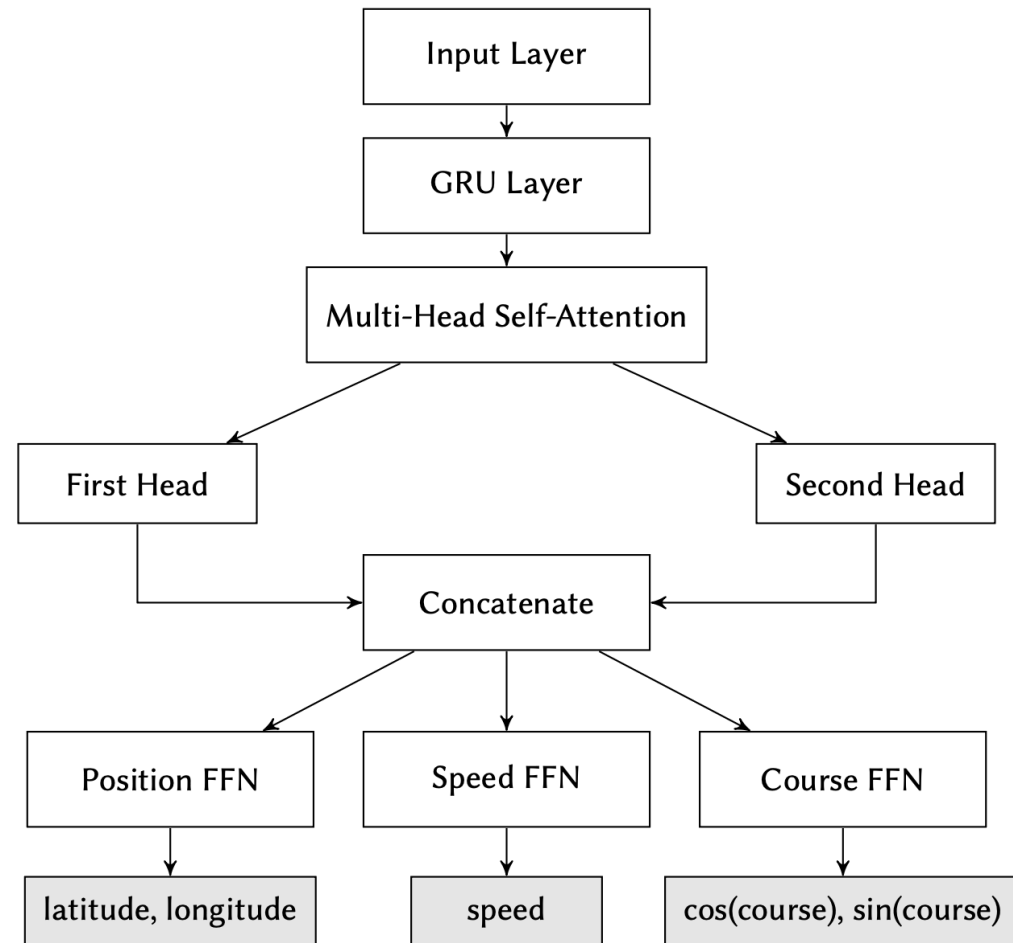 Input Layer
GRU Layer
Multi-Head Self-Attention
First Head
Second Head
Concatenate
Position FFN
Speed FFN
Course FFN
latitude, longitude
speed
cos(course), sin(course)